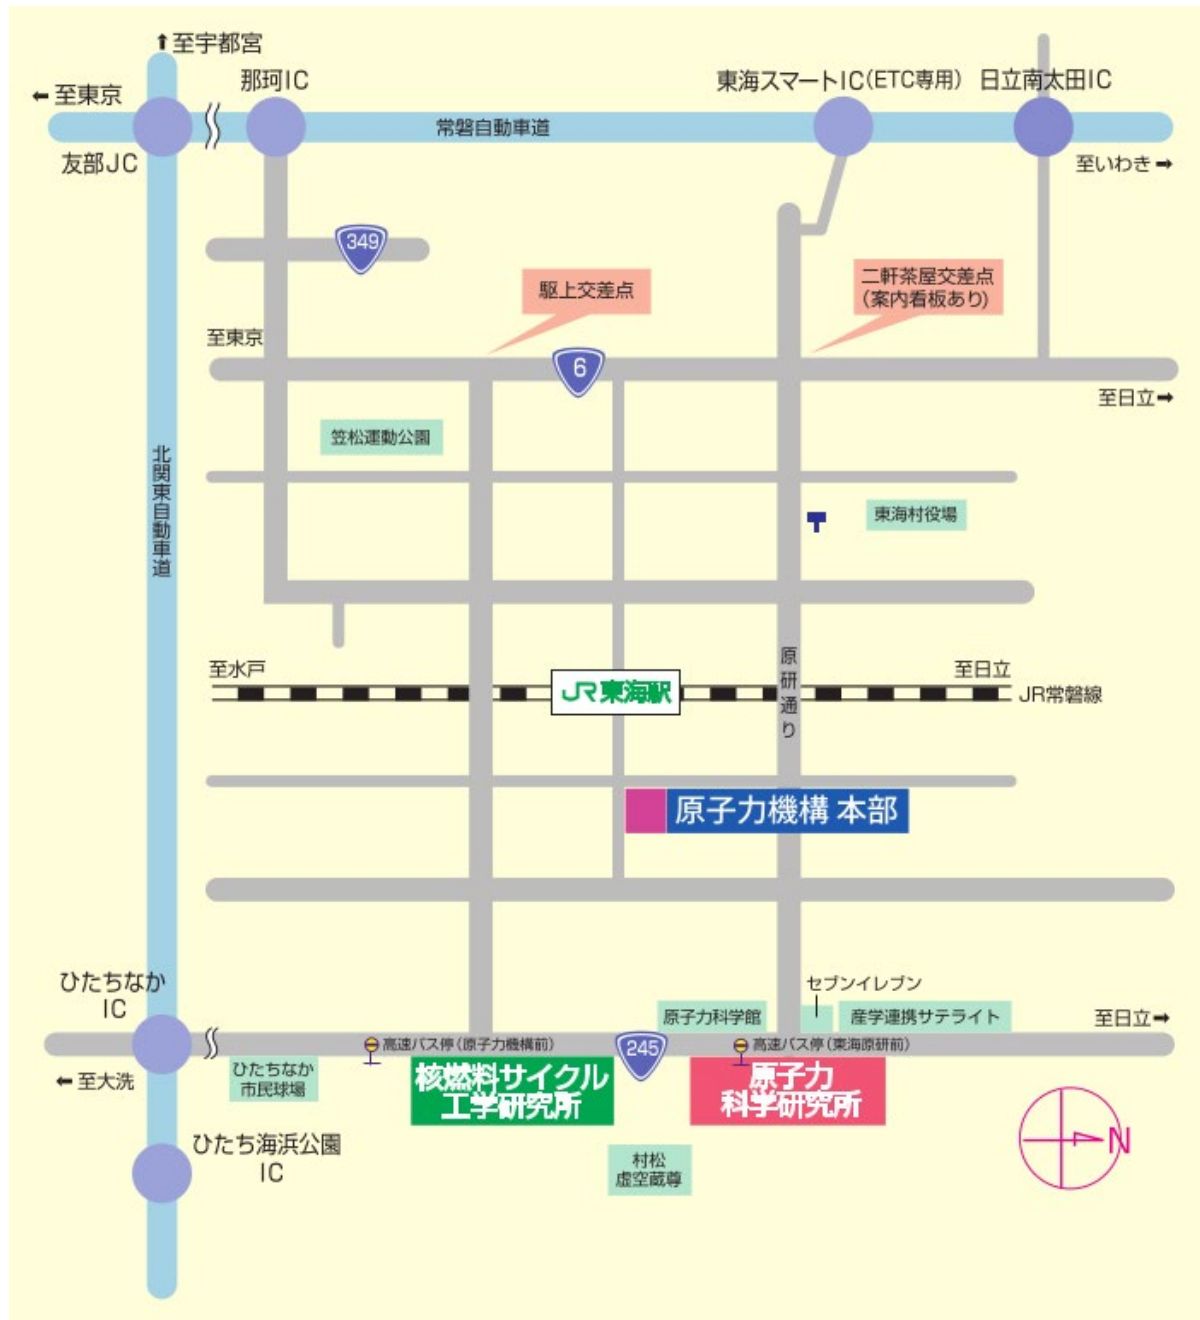 ⬆至宇都宮
⬅至東京
那珂IC
東海スマートIC(ETC専用)
日立南太田IC
常磐自動車道
友部JC
至いわき➡
349
駆上交差点
二軒茶屋交差点
(案内看板あり)
至東京
6
至日立➡
笠松運動公園
北関東自動車道
東海村役場
至水戸
原研通り
至日立
JR東海駅
JR常磐線
原子力機構 本部
ひたちなか
IC
セブンイレブン
原子力科学館
産学連携サテライト
至日立➡
高速バス停(原子力機構前)
245
高速バス停(東海原研前)
⬅至大洗
ひたちなか
市民球場
核燃料サイクル
工学研究所
原子力
科学研究所
N
ひたち海浜公園
IC
村松
虚空蔵尊